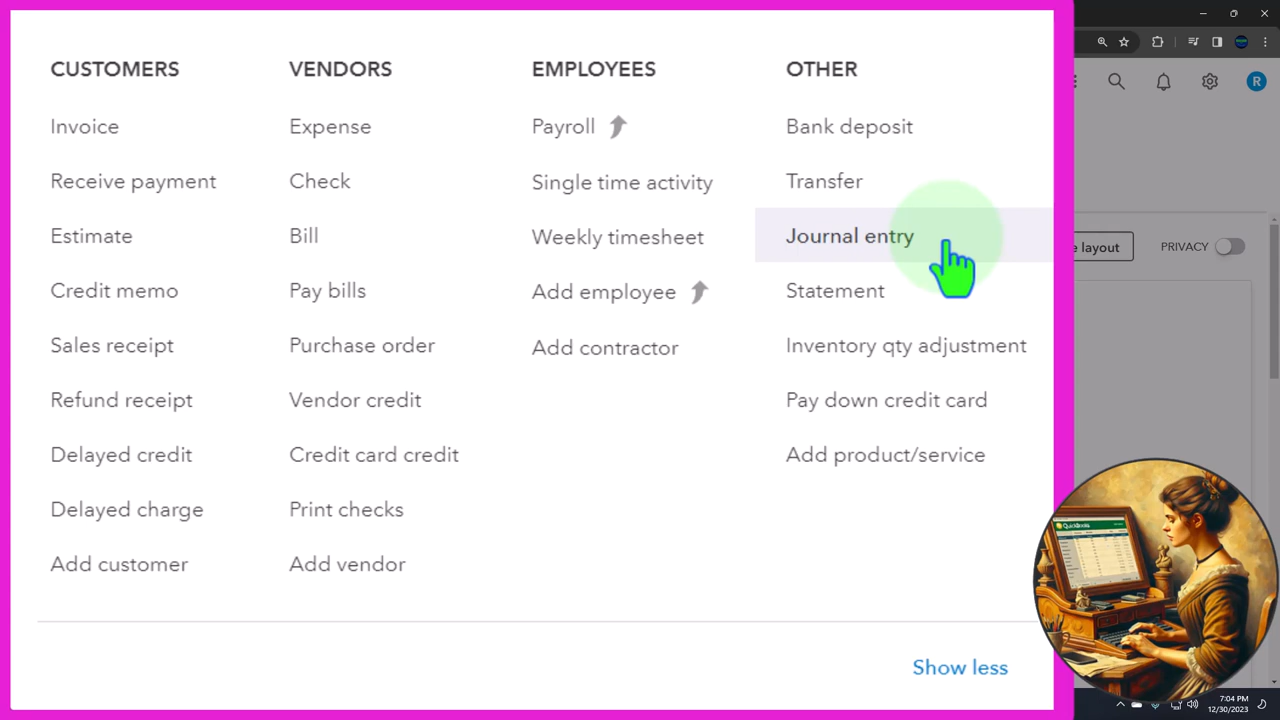 CUSTOMERS
Invoice
Receive payment
Estimate
Credit memo
Sales receipt
Refund receipt
Delayed credit
Delayed charge
Add customer
VENDORS
Expense
Check
Bill
Pay bills
Purchase order
Vendor credit
Credit card credit
Print checks
Add vendor
EMPLOYEES
Payroll
Single time activity
Weekly timesheet
Add employee
Add contractor
OTHER
Bank deposit
Transfer
Journal entry
Statement
Inventory qty adjustment
Pay down credit card
Add product/service
Show less
R
e layout
PRIVACY
QuickBooks
7:04 PM
12/30/2023